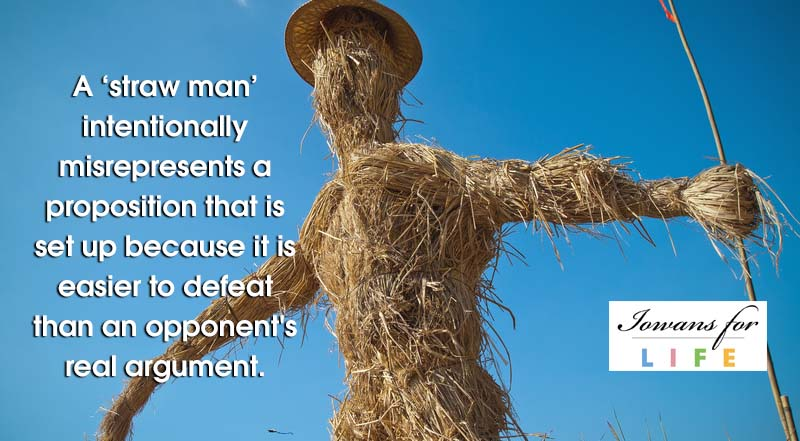 A ‘straw man’
intentionally
misrepresents a
proposition that is
set up because it is
easier to defeat
than an opponent's
real argument.
Iowans for
LIFE